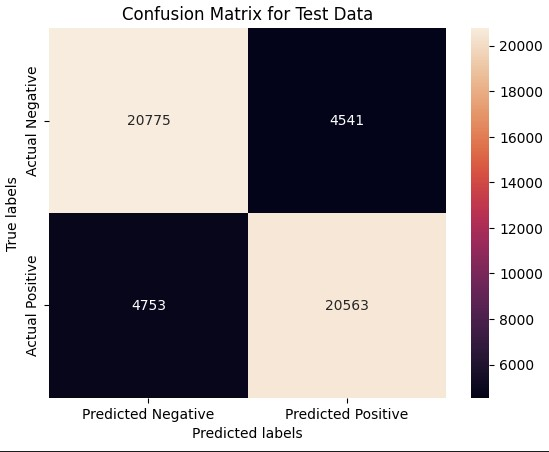 Confusion Matrix for Test Data
True labels
Actual Negative
Actual Positive
20775 4541
4753 20563
Predicted Negative Predicted Positive
Predicted labels
20000
18000
16000
14000
12000
10000
8000
6000